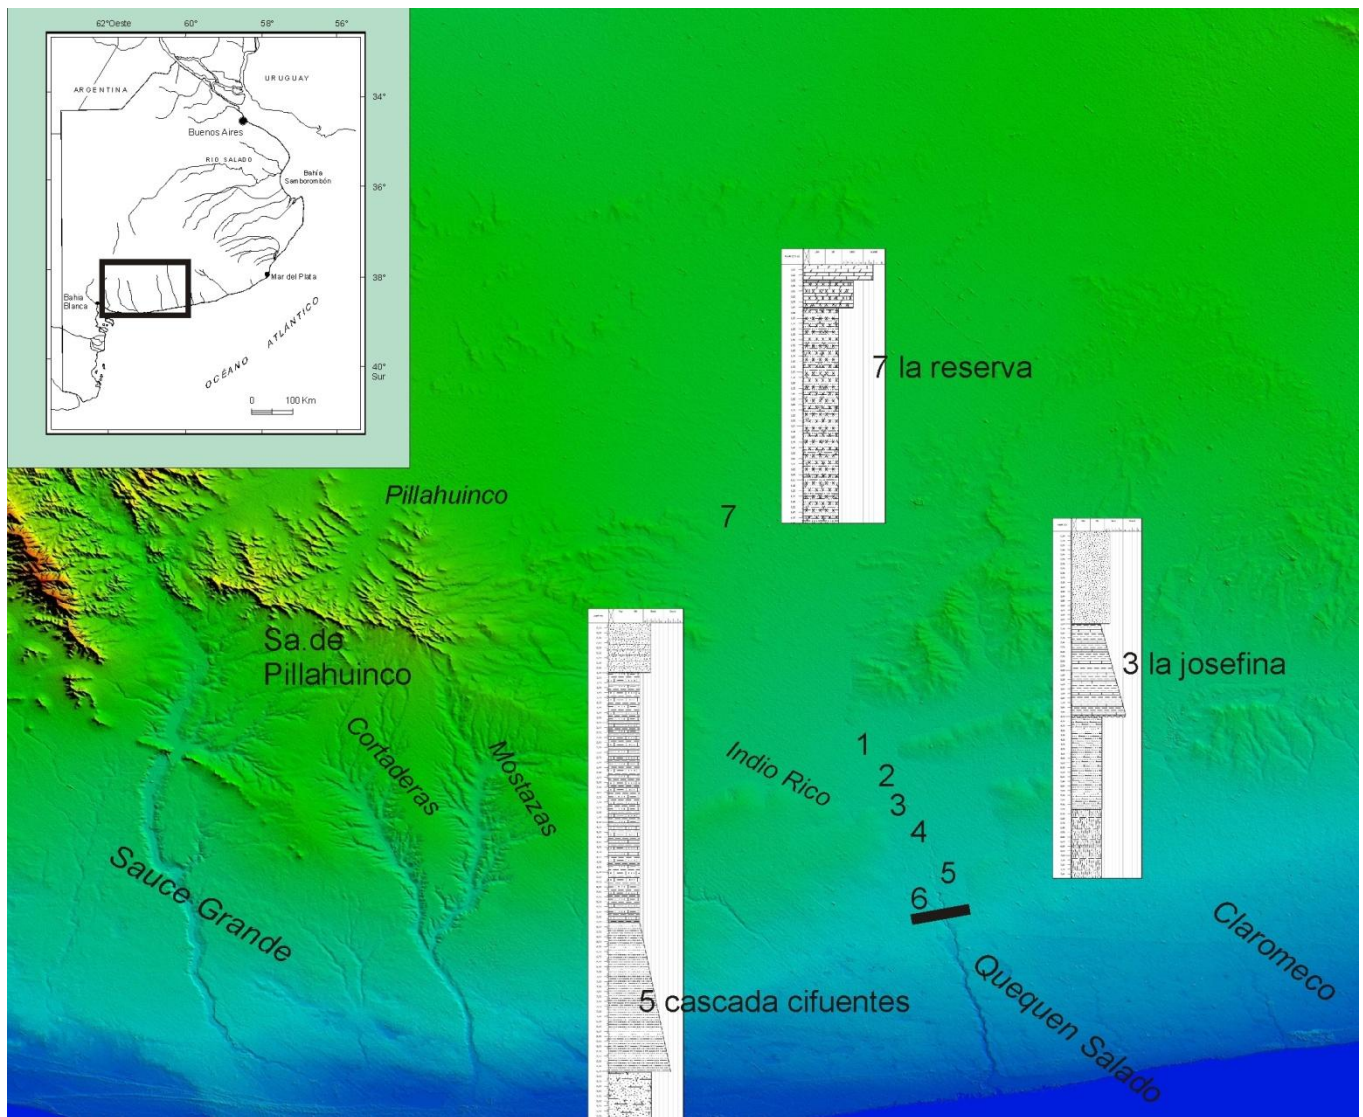 62°Oeste 60° 58° 56°
ARGENTINA
URUGUAY
34°
Buenos Aires
RIO SALADO
Bahía
Samborombón
36°
Mar del Plata
38°
Bahía
Blanca
OCÉANO ATLÁNTICO
40°
Sur
0 100 Km
7 la reserva
Pillahuinco
7
3 la josefina
Sa.de
Pillahuinco
Corideras
Mostazas
Indio Rico
1
2
3
4
5
6
Sauce Grande
Claromeco
5 cascada cifuentes
Quequen Salado